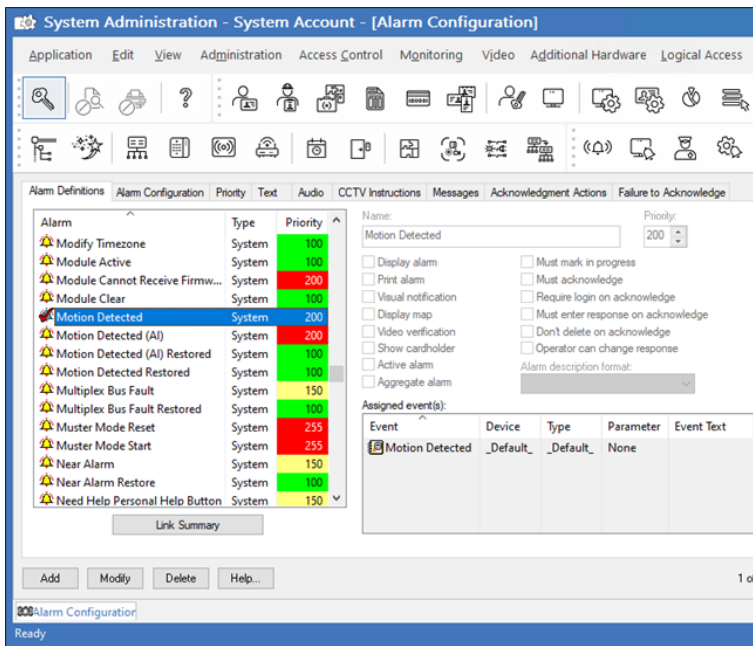 System Administration - System Account - [Alarm Configuration]
Application Edit View Administration Access Control Monitoring Video Additional Hardware Logical Access
Alarm Definitions Alarm Configuration Priority Text Audio CCTV Instructions Messages Acknowledgment Actions Failure to Acknowledge
Alarm Type Priority
Modify Timezone System 100
Module Active System 100
Module Cannot Receive Firmw... System 200
Module Clear System 100
Motion Detected System 200
Motion Detected (AI) System 200
Motion Detected (AI) Restored System 100
Motion Detected Restored System 100
Multiplex Bus Fault System 150
Multiplex Bus Fault Restored System 100
Muster Mode Reset System 255
Muster Mode Start System 255
Near Alarm System 150
Near Alarm Restore System 100
Need Help Personal Help Button System 150
Link Summary
Name: Priority:
Motion Detected 200
Display alarm Must mark in progress
Print alarm Must acknowledge
Visual notification Require login on acknowledge
Display map Must enter response on acknowledge
Video verification Don't delete on acknowledge
Show cardholder Operator can change response
Active alarm Alarm description format:
Aggregate alarm
Assigned event(s):
Event Device Type Parameter Event Text
Motion Detected _Default_ _Default_ None
Add Modify Delete Help... 1
Alarm Configuration
Ready